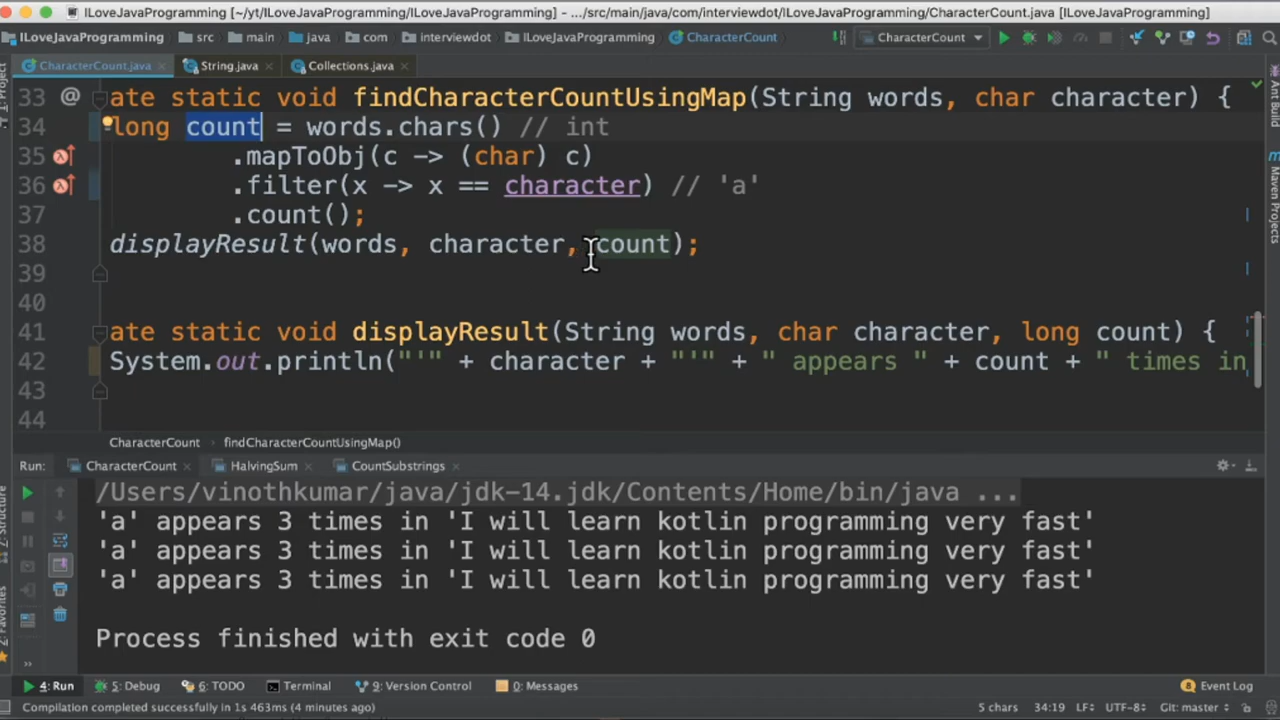 ILoveJavaProgramming [~/yt/ILoveJavaProgramming/ILoveJavaProgramming] - .../src/main/java/com/interviewdot/CharacterCount.java [ILoveJavaProgramming]
ILoveJavaProgramming src main java com interviewdot ILoveJavaProgramming CharacterCount CharacterCount
CharacterCount.java String.java Collections.java
33 @ ate static void findCharacterCountUsingMap(String words, char character) {
34 long count = words.chars() // int
35 .mapToObj(c -> (char) c)
36 .filter(x -> x == character) // 'a'
37 .count();
38 displayResult(words, character, count);
39
40
41 ate static void displayResult(String words, char character, long count) {
42 System.out.println("'" + character + "'" + " appears " + count + " times in
43
44
CharacterCount findCharacterCountUsingMap()
Run: CharacterCount HalvingSum CountSubstrings
/Users/vinothkumar/java/jdk-14.jdk/Contents/Home/bin/java ...
'a' appears 3 times in 'I will learn kotlin programming very fast'
'a' appears 3 times in 'I will learn kotlin programming very fast'
'a' appears 3 times in 'I will learn kotlin programming very fast'
Process finished with exit code 0
4: Run 5: Debug 6: TODO Terminal 9: Version Control 0: Messages Event Log
Compilation completed successfully in 1s 463ms (4 minutes ago) 5 chars 34:19 LF UTF-8 Git: master
Ant Build
Maven Projects